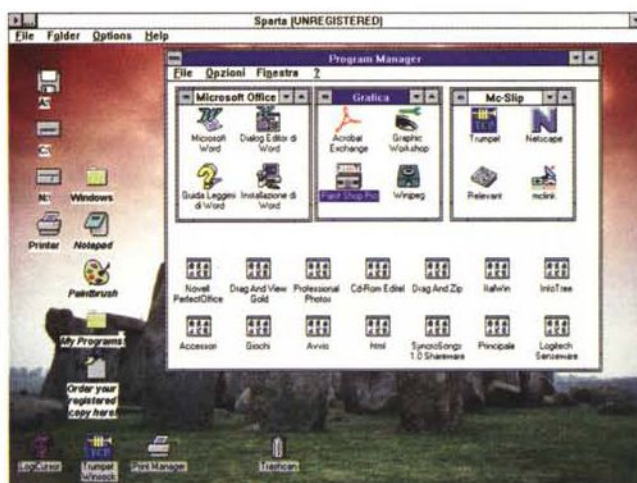 Sparta (UNREGISTERED)
File Folder Options Help
Program Manager
File Opzioni Finestra ?
Microsoft Office
Microsoft Word
Dialog Editor di Word
Guida Leggimi di Word
Installazione di Word
Grafica
Acrobat Exchange
Graphic Workshop
Paint Shop Pro
Winjpeg
Mc-Slip
Trumpet
Netscape
Relevant
mclink
A:
C:
N:
Windows
Printer
Notepad
Paintbrush
My Programs!
Order your registered copy here!
Novell PerfectOffice
Drag And View Gold
Professional Photos
Cd-Rom Editel
Drag And Zip
RafWin
InfoTree
Accessori
Giochi
Avvio
html
SyncroSongs 1.0 Shareware
Principale
Logitech Senseware
LogiCursor
Trumpet Winsock
Print Manager
Trashcan